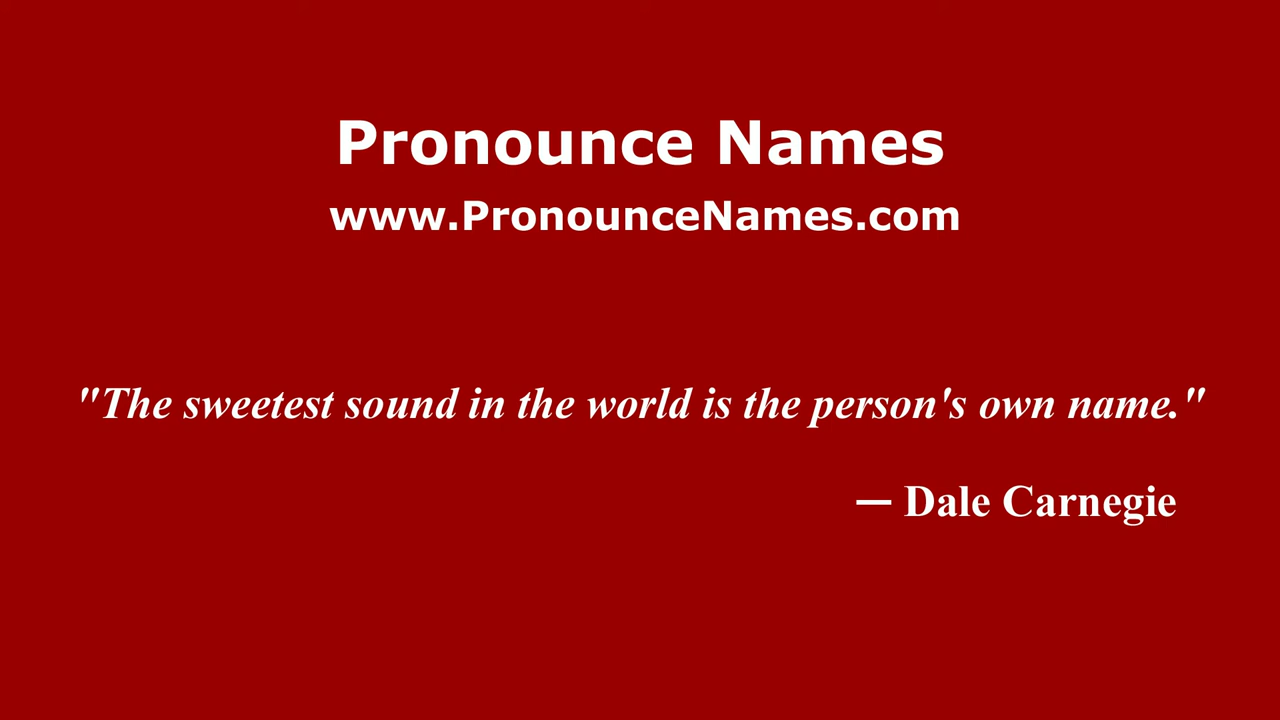 Pronounce Names
www.PronounceNames.com
"The sweetest sound in the world is the person's own name."
— Dale Carnegie